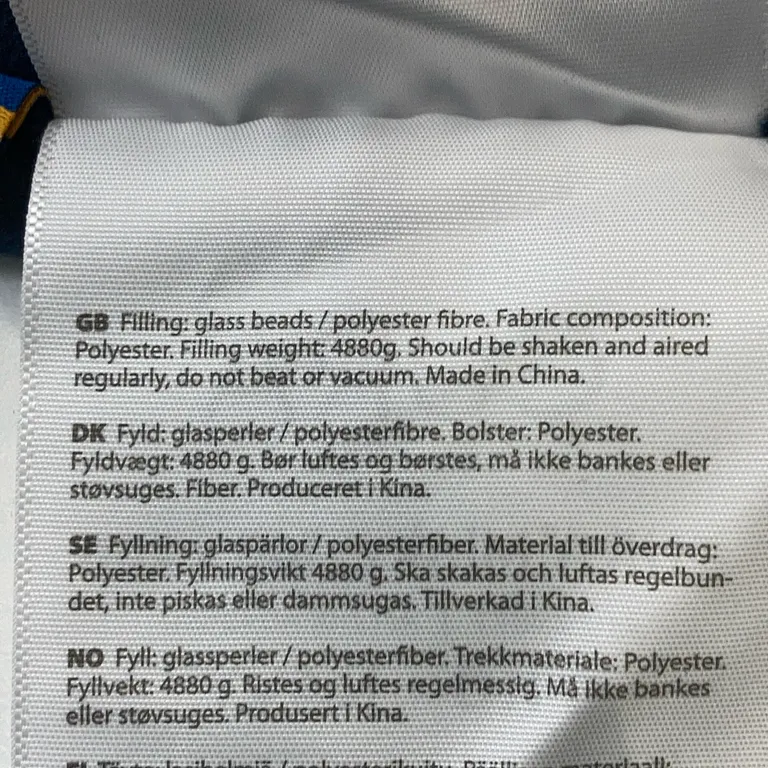 GB Filling: glass beads / polyester fibre. Fabric composition:
Polyester. Filling weight: 4880g. Should be shaken and aired
regularly, do not beat or vacuum. Made in China.
DK Fyld: glasperler / polyesterfibre. Bolster: Polyester.
Fyldvægt: 4880 g. Bør luftes og børstes, må ikke bankes eller
støvsuges. Fiber. Produceret i Kina.
SE Fyllning: glaspärlor / polyesterfiber. Material till överdrag:
Polyester. Fyllningsvikt 4880 g. Ska skakas och luftas regelbun-
det, inte piskas eller dammsugas. Tillverkad i Kina.
NO Fyll: glassperler / polyesterfiber. Trekkmateriale: Polyester.
Fyllvekt: 4880 g. Ristes og luftes regelmessig. Må ikke bankes
eller støvsuges. Produsert i Kina.